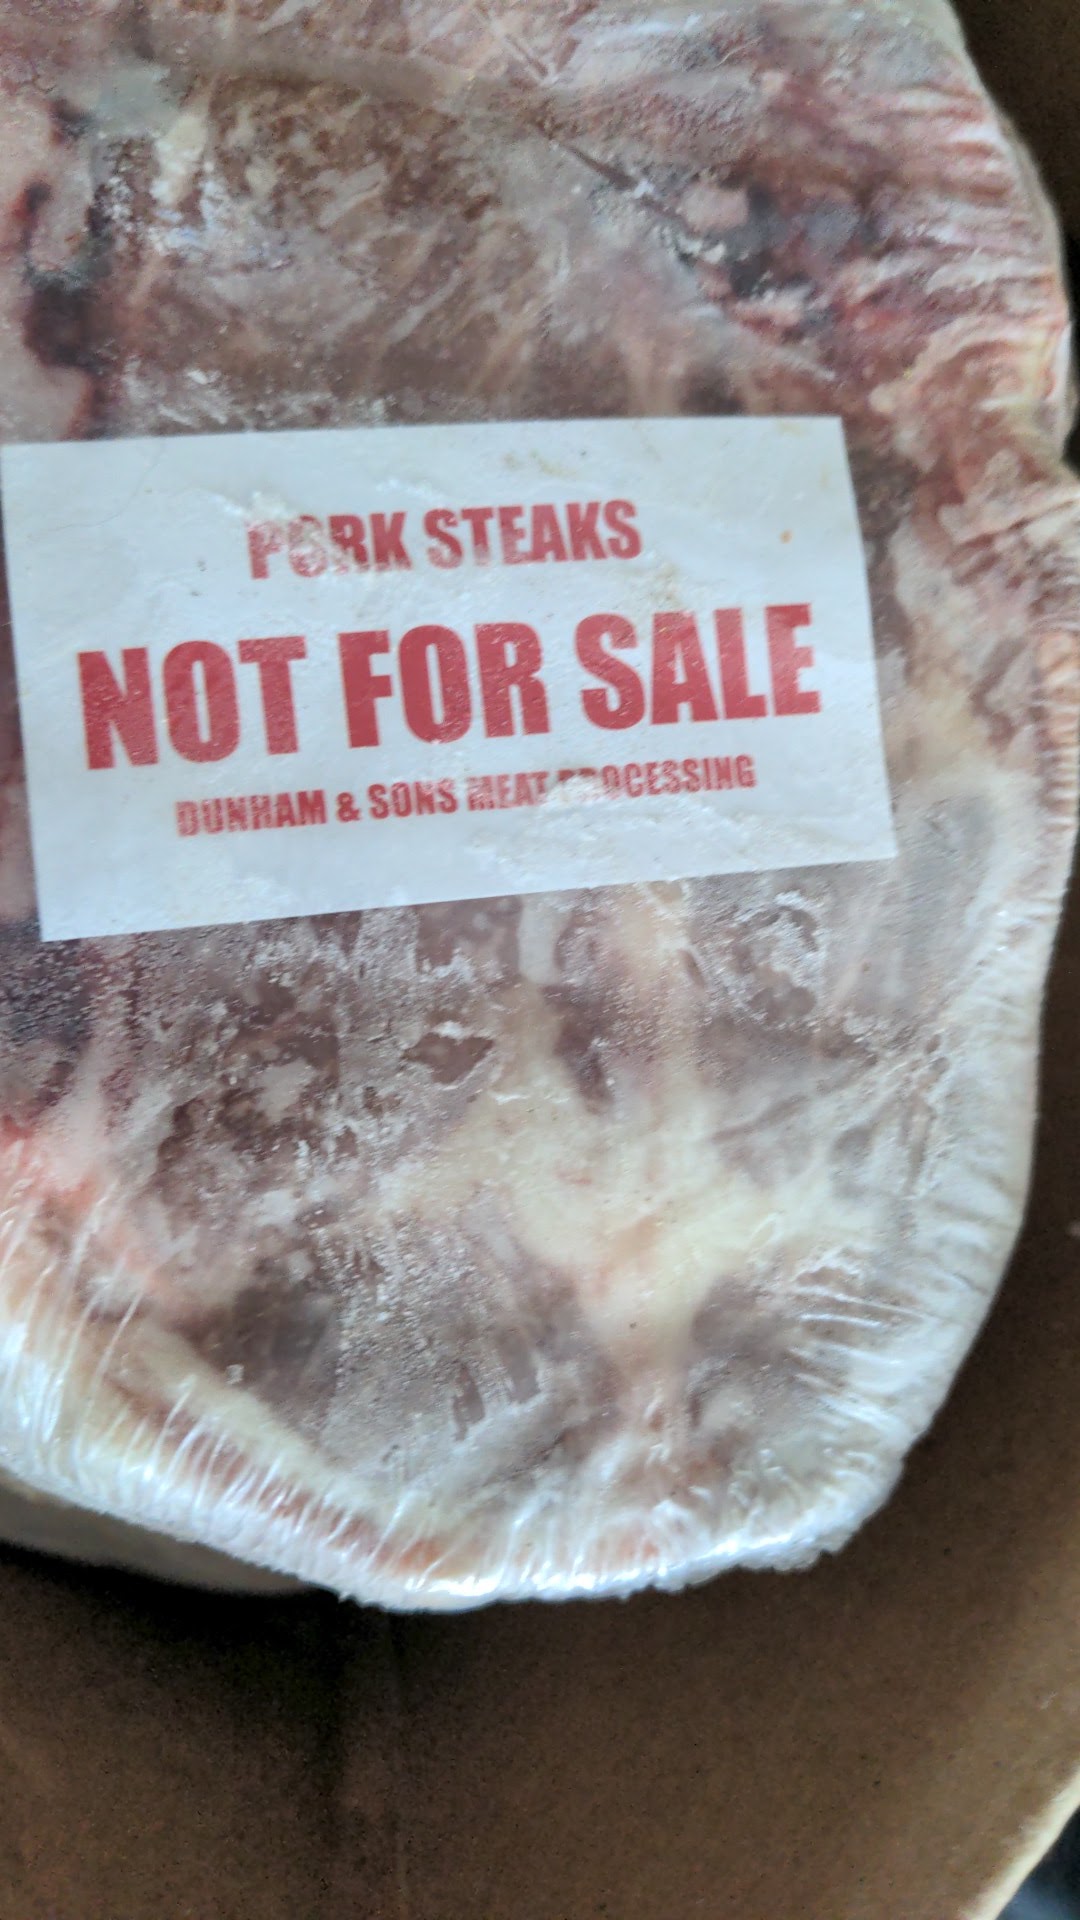 PORK STEAKS
NOT FOR SALE
DUNHAM & SONS MEAT PROCESSING